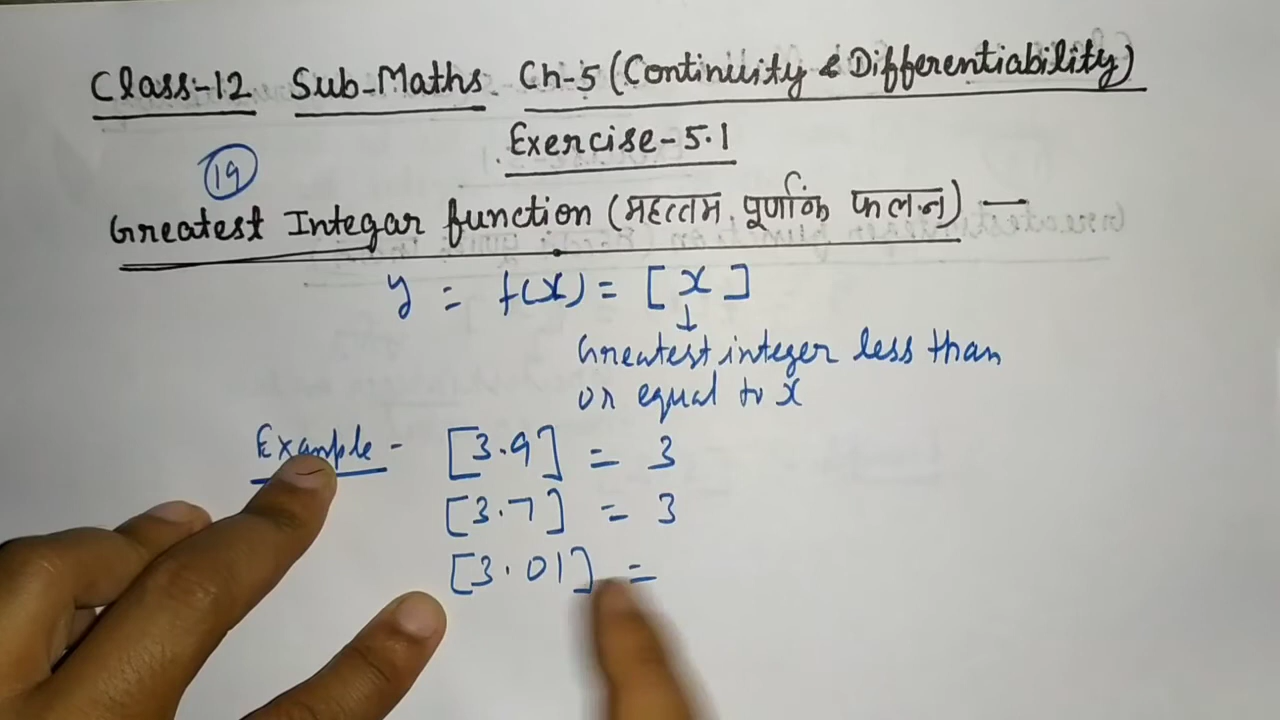 Class:-12 Sub-Maths. Ch-5 (Continuity & Differentiability)
Exercise-5.1
19
Greatest Integar function (महत्तम पूर्णांक फलन) —
y = f(x) = [x]
↓
Greatest integer less than
or equal to x
Example - [3.9] = 3
[3.7] = 3
[3.01] =